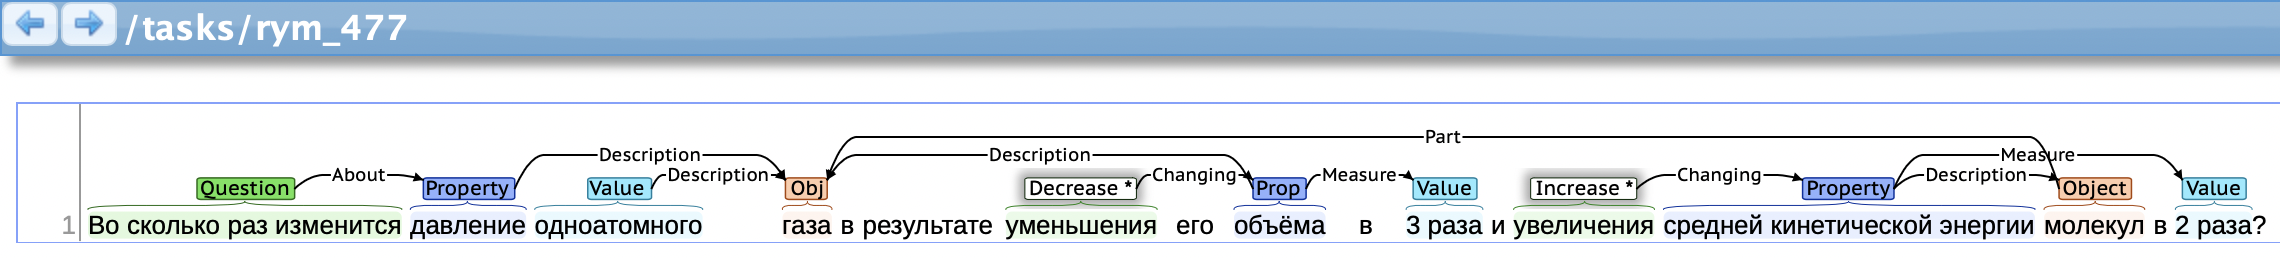 /tasks/rym_477
Part
Description Description Measure
About Description Changing Measure Changing Description
Question Property Value Obj Decrease * Prop Value Increase * Property Object Value
1 Во сколько раз изменится давление одноатомного газа в результате уменьшения его объёма в 3 раза и увеличения средней кинетической энергии молекул в 2 раза?